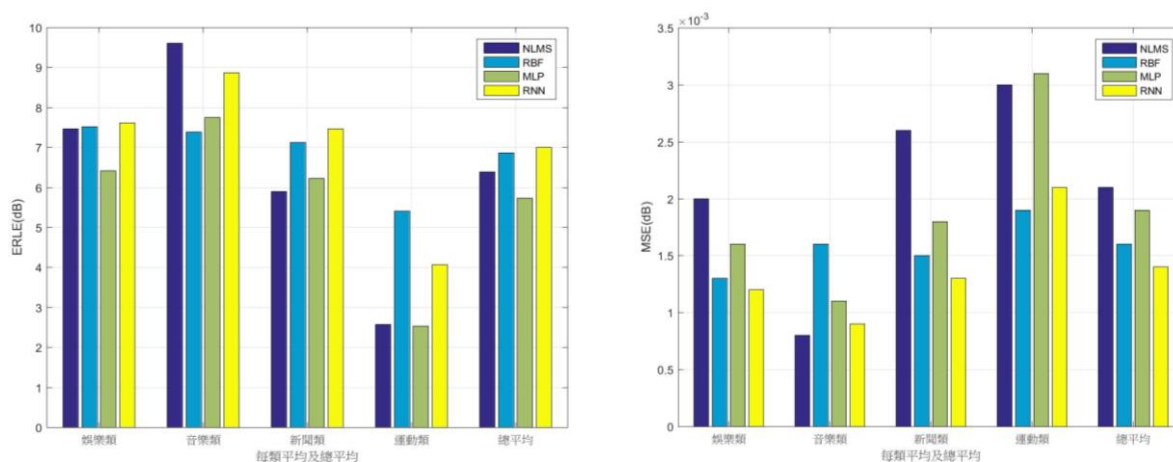 10
9
8
7
6
5
4
3
2
1
0
ERLE(dB)
NLMS
RBF
MLP
RNN
娛樂類
音樂類
新聞類
運動類
總平均
每類平均及總平均
×10⁻³
3.5
3
2.5
2
1.5
1
0.5
0
MSE(dB)
NLMS
RBF
MLP
RNN
娛樂類
音樂類
新聞類
運動類
總平均
每類平均及總平均